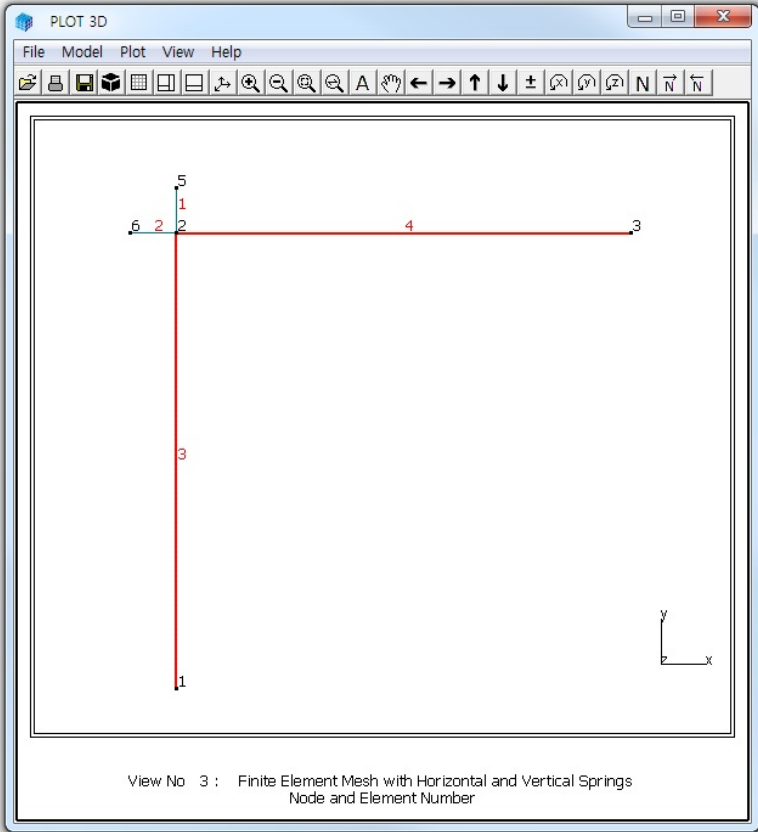 PLOT 3D
File Model Plot View Help
A ± x y z N N N
5
1
6 2 2 4 3
3
1
y
z x
View No 3 : Finite Element Mesh with Horizontal and Vertical Springs
Node and Element Number